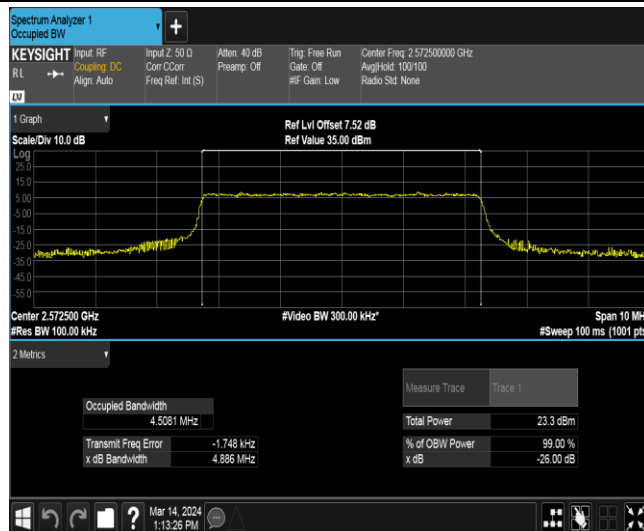 Spectrum Analyzer 1
Occupied BW
+
KEYSIGHT
RL
Input: RF
Coupling: DC
Align: Auto
Input Z: 50 Ω
Corr CCorr
Freq Ref: Int (S)
Atten: 40 dB
Preamp: Off
Trig: Free Run
Gate: Off
#IF Gain: Low
Center Freq: 2.572500000 GHz
Avg|Hold: 100/100
Radio Std: None
1 Graph
Scale/Div 10.0 dB
Ref Lvl Offset 7.52 dB
Ref Value 35.00 dBm
Log
25.0
15.0
5.00
-5.00
-15.0
-25.0
-35.0
-45.0
-55.0
Center 2.572500 GHz
#Res BW 100.00 kHz
#Video BW 300.00 kHz*
Span 10 MH
#Sweep 100 ms (1001 pts
2 Metrics
Measure Trace
Trace 1
Occupied Bandwidth
4.5081 MHz
Total Power
23.3 dBm
Transmit Freq Error
-1.748 kHz
% of OBW Power
99.00 %
x dB Bandwidth
4.886 MHz
x dB
-26.00 dB
?
Mar 14, 2024
1:13:26 PM